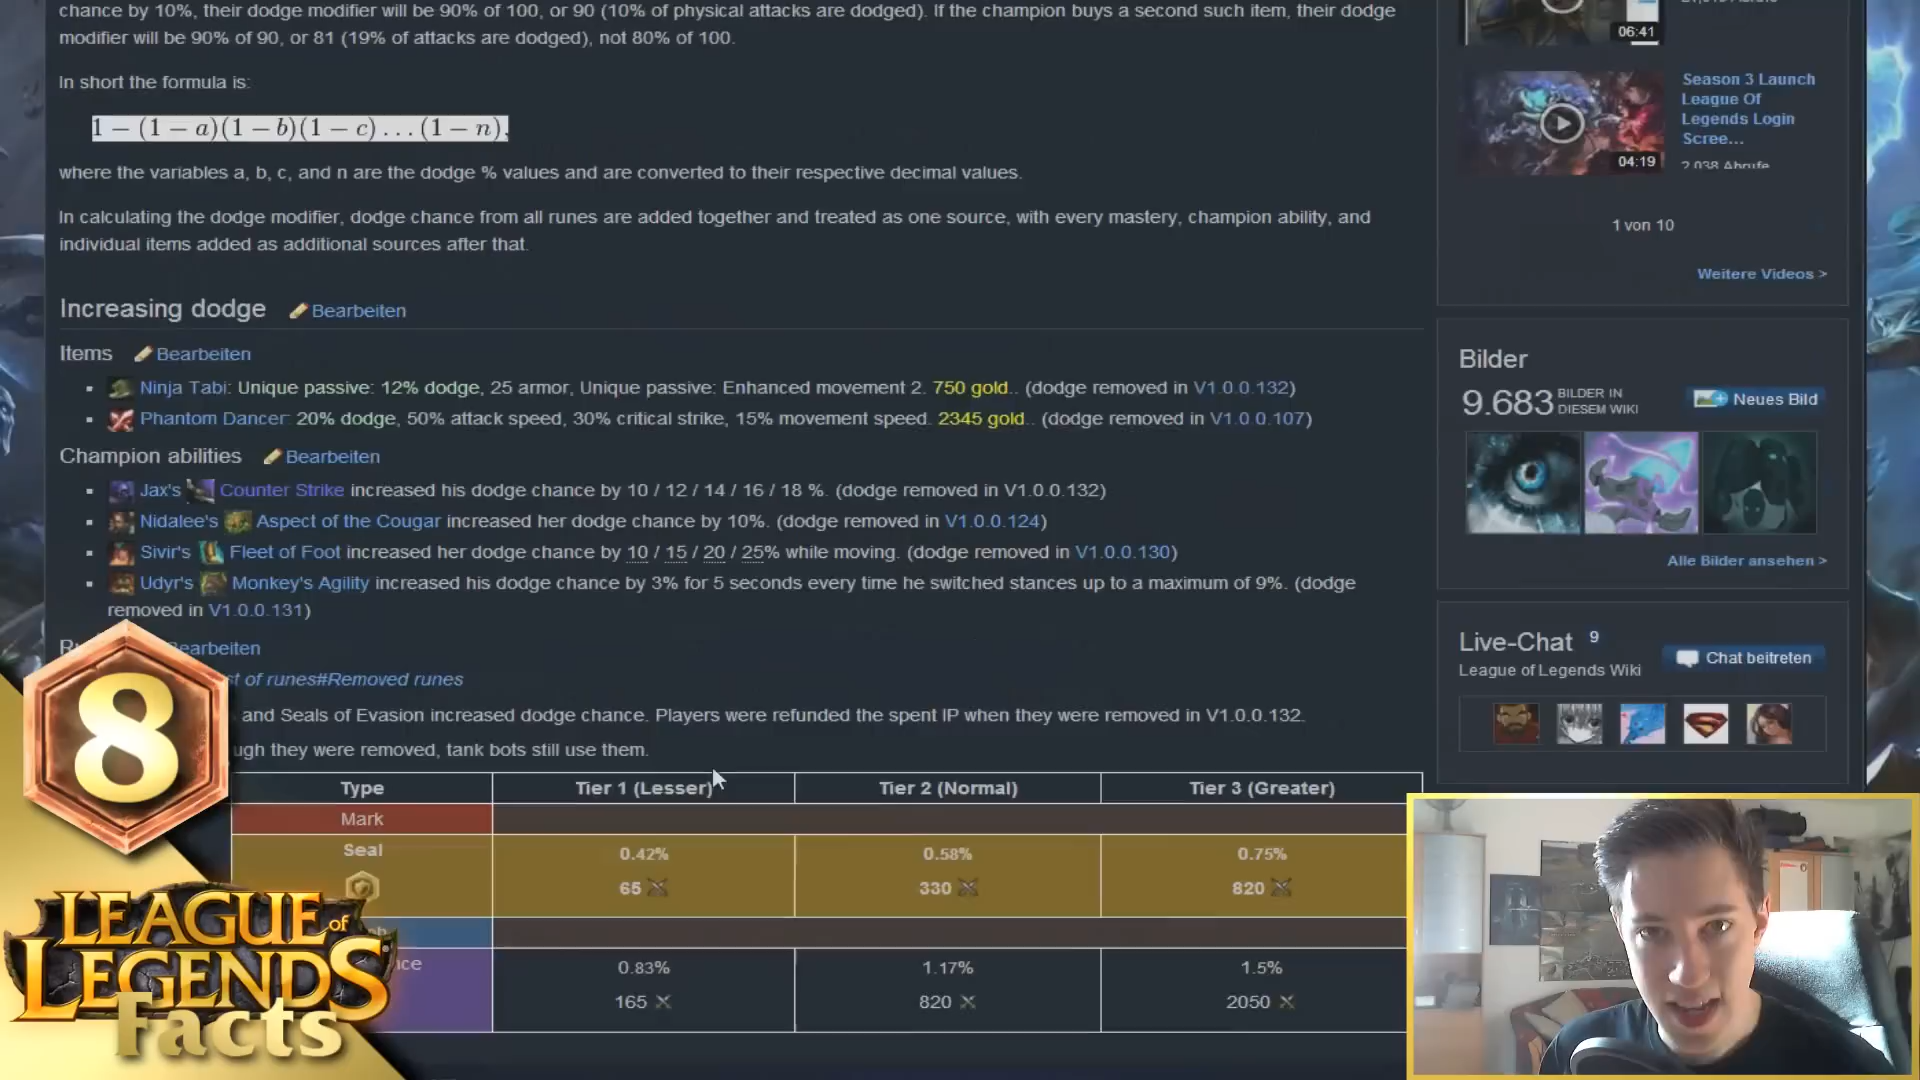 chance by 10%, their dodge modifier will be 90% of 100, or 90 (10% of physical attacks are dodged). If the champion buys a second such item, their dodge
modifier will be 90% of 90, or 81 (19% of attacks are dodged), not 80% of 100.
In short the formula is:
1 − (1 − a)(1 − b)(1 − c) . . . (1 − n),
where the variables a, b, c, and n are the dodge % values and are converted to their respective decimal values.
In calculating the dodge modifier, dodge chance from all runes are added together and treated as one source, with every mastery, champion ability, and
individual items added as additional sources after that.
Increasing dodge Bearbeiten
Items Bearbeiten
Ninja Tabi: Unique passive: 12% dodge, 25 armor, Unique passive: Enhanced movement 2. 750 gold.. (dodge removed in V1.0.0.132)
Phantom Dancer: 20% dodge, 50% attack speed, 30% critical strike, 15% movement speed. 2345 gold.. (dodge removed in V1.0.0.107)
Champion abilities Bearbeiten
Jax's Counter Strike increased his dodge chance by 10 / 12 / 14 / 16 / 18 %. (dodge removed in V1.0.0.132)
Nidalee's Aspect of the Cougar increased her dodge chance by 10%. (dodge removed in V1.0.0.124)
Sivir's Fleet of Foot increased her dodge chance by 10 / 15 / 20 / 25% while moving. (dodge removed in V1.0.0.130)
Udyr's Monkey's Agility increased his dodge chance by 3% for 5 seconds every time he switched stances up to a maximum of 9%. (dodge
removed in V1.0.0.131)
earbeiten
st of runes#Removed runes
and Seals of Evasion increased dodge chance. Players were refunded the spent IP when they were removed in V1.0.0.132.
ugh they were removed, tank bots still use them.
Type Tier 1 (Lesser) Tier 2 (Normal) Tier 3 (Greater)
Mark
Seal 0.42% 0.58% 0.75%
65 330 820
nce 0.83% 1.17% 1.5%
165 820 2050
06:41
Season 3 Launch
League Of
Legends Login
Scree...
04:19
2.038 Abrufe
1 von 10
Weitere Videos >
Bilder
9.683 BILDER IN
DIESEM WIKI
Neues Bild
Alle Bilder ansehen >
Live-Chat 9
League of Legends Wiki
Chat beitreten
8
LEAGUE of
LEGENDS
Facts